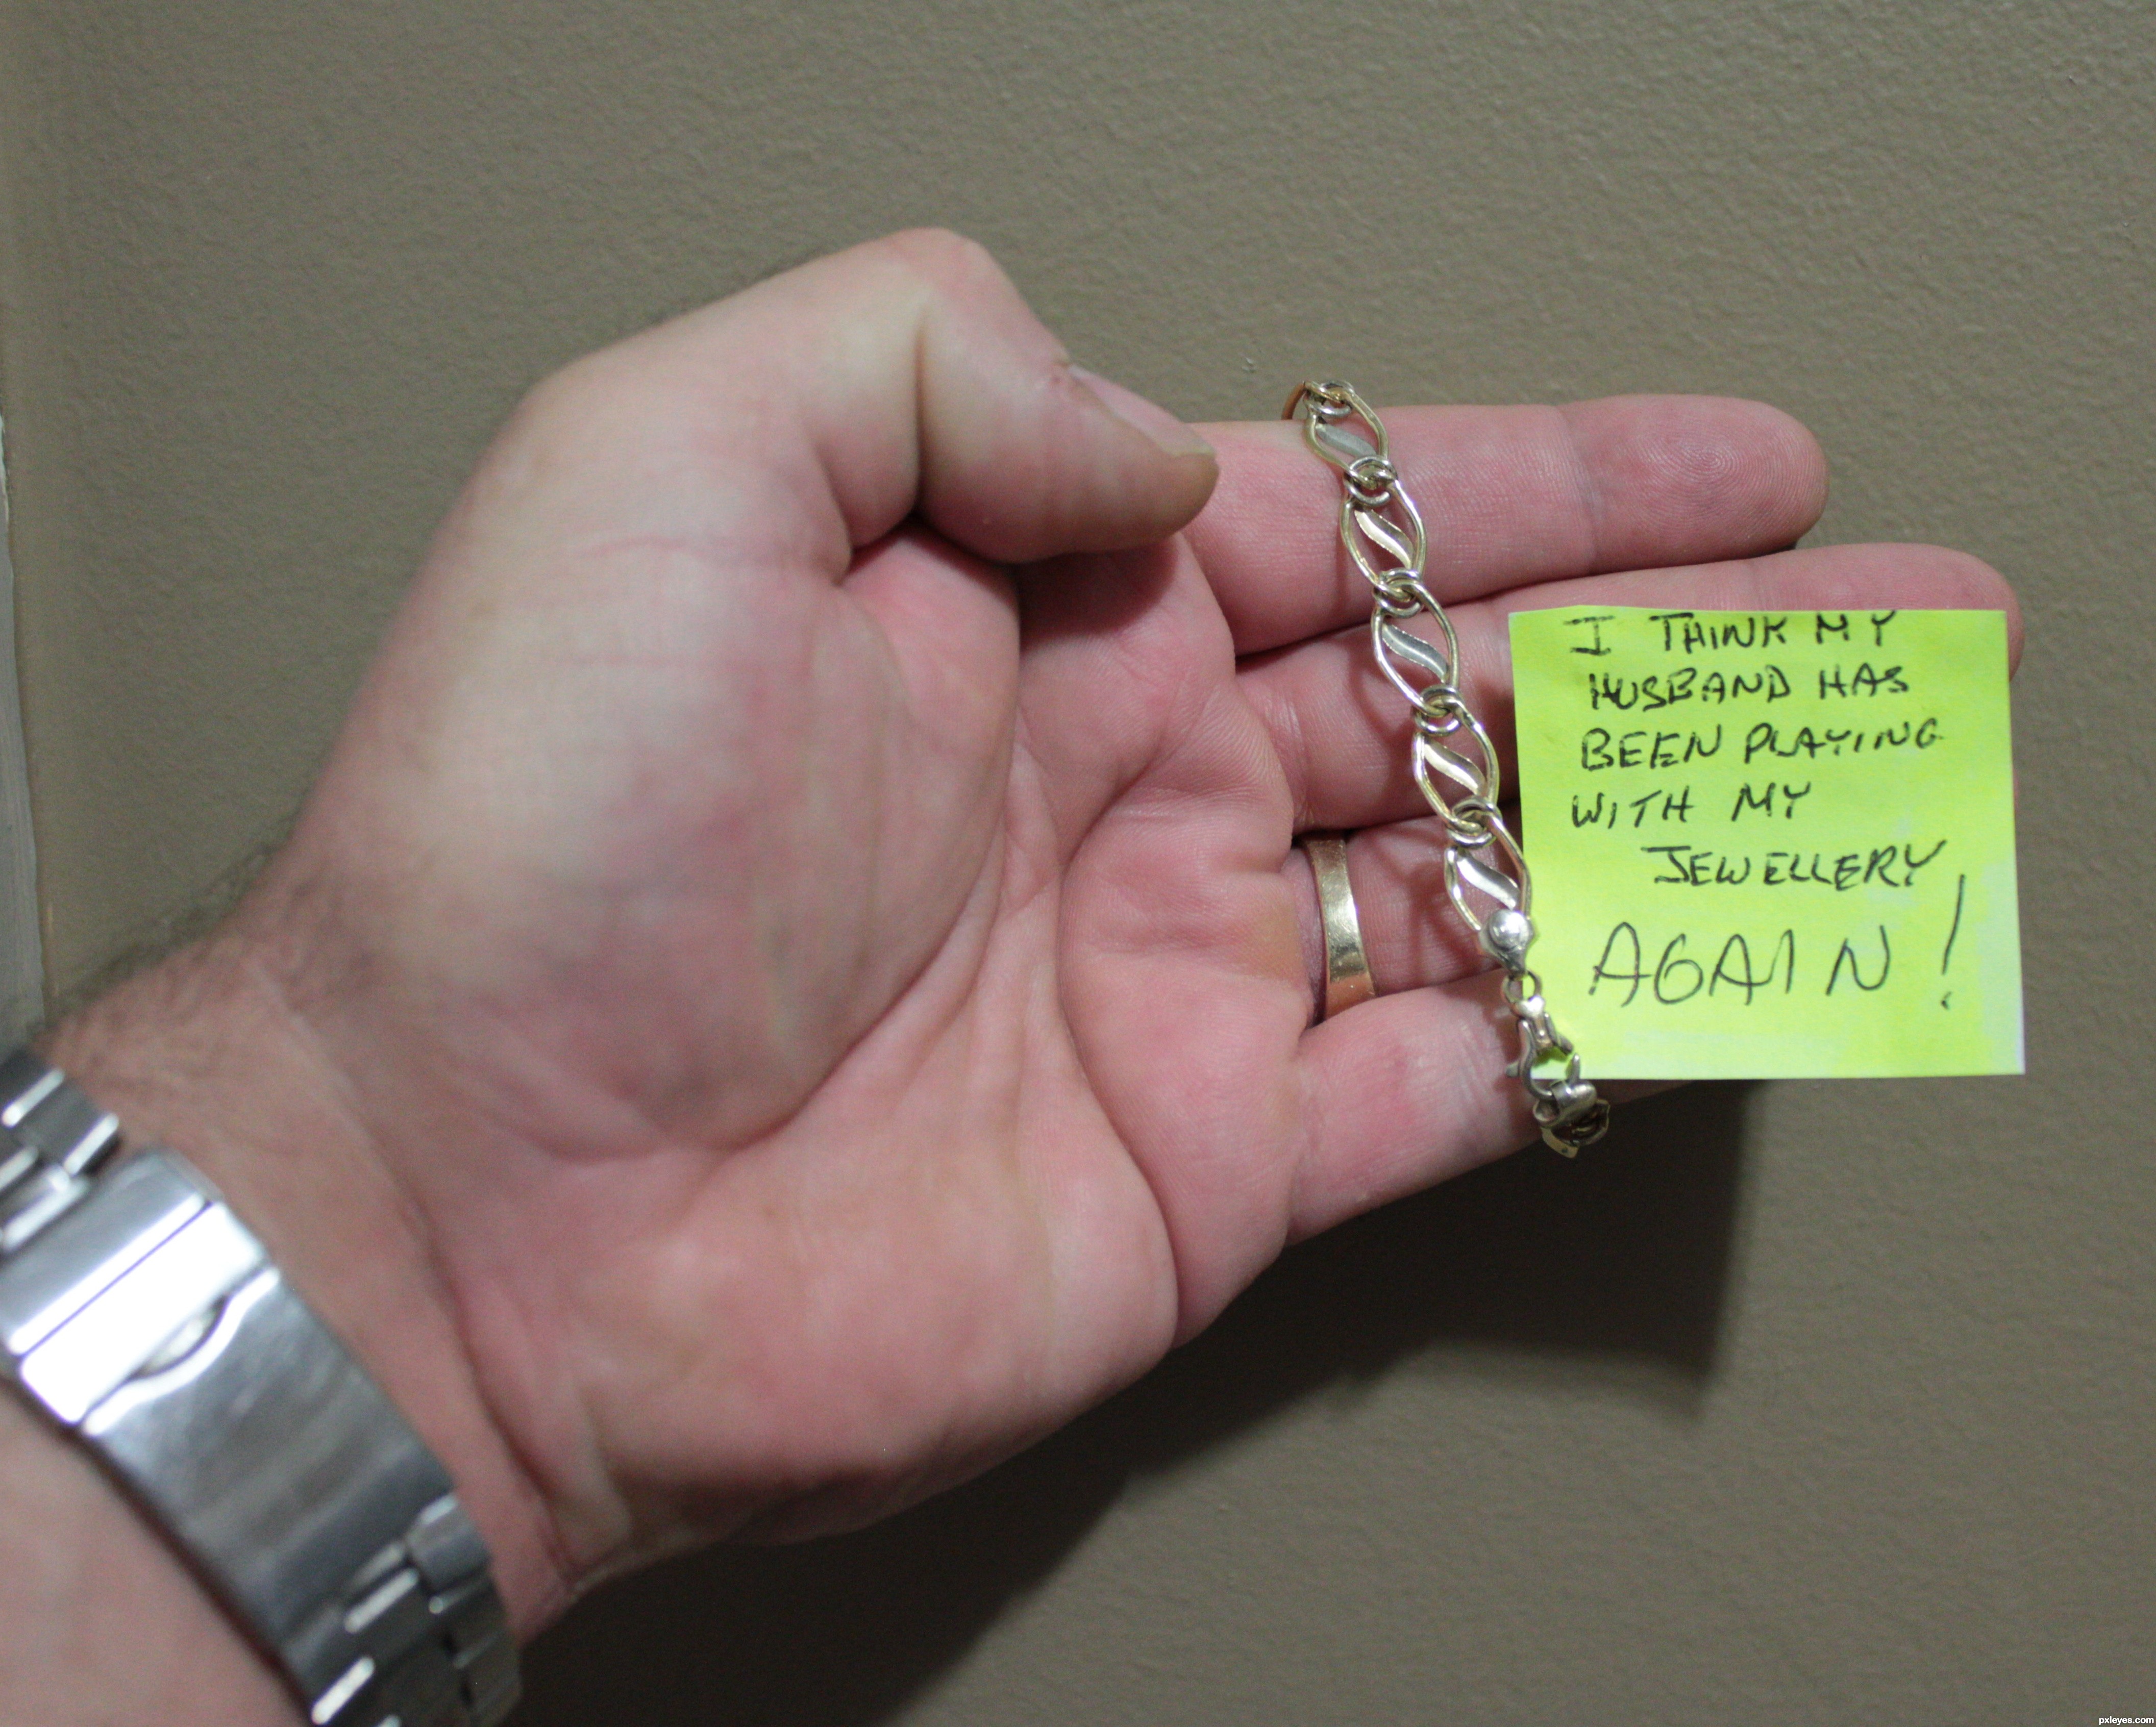 I THINK MY
HUSBAND HAS
BEEN PLAYING
WITH MY
JEWELLERY
AGAIN!
pxleyes.com